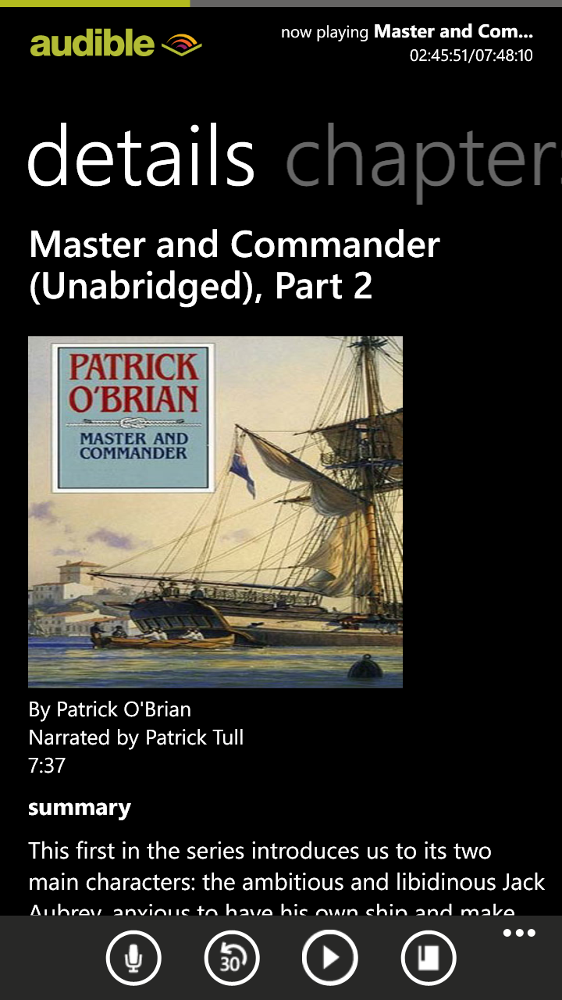 audible
now playing Master and Com...
02:45:51/07:48:10
details chapters
Master and Commander
(Unabridged), Part 2
PATRICK
O'BRIAN
MASTER AND
COMMANDER
By Patrick O'Brian
Narrated by Patrick Tull
7:37
summary
This first in the series introduces us to its two
main characters: the ambitious and libidinous Jack
Aubrey, anxious to have his own ship and make
30